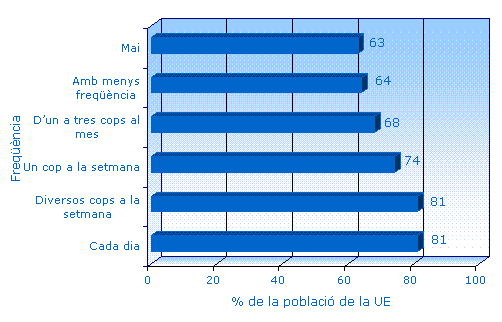 Freqüència
Mai
63
Amb menys
freqüència
64
D'un a tres cops al
mes
68
Un cop a la setmana
74
Diversos cops a la
setmana
81
Cada dia
81
0
20
40
60
80
100
% de la població de la UE